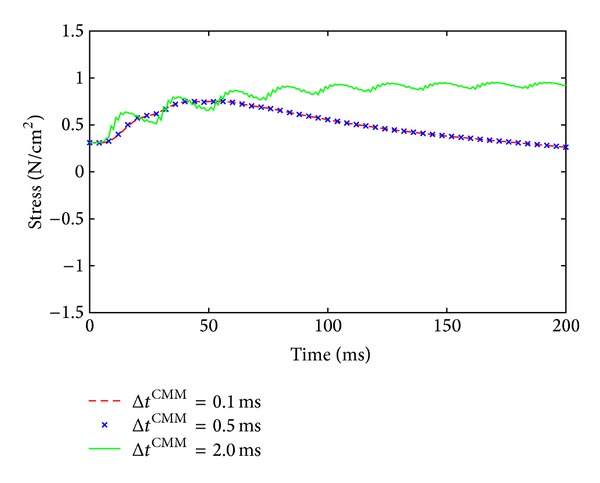 1.5
1
0.5
0
−0.5
−1
−1.5
Stress (N/cm²)
0 50 100 150 200
Time (ms)
Δt^CMM = 0.1 ms
Δt^CMM = 0.5 ms
Δt^CMM = 2.0 ms